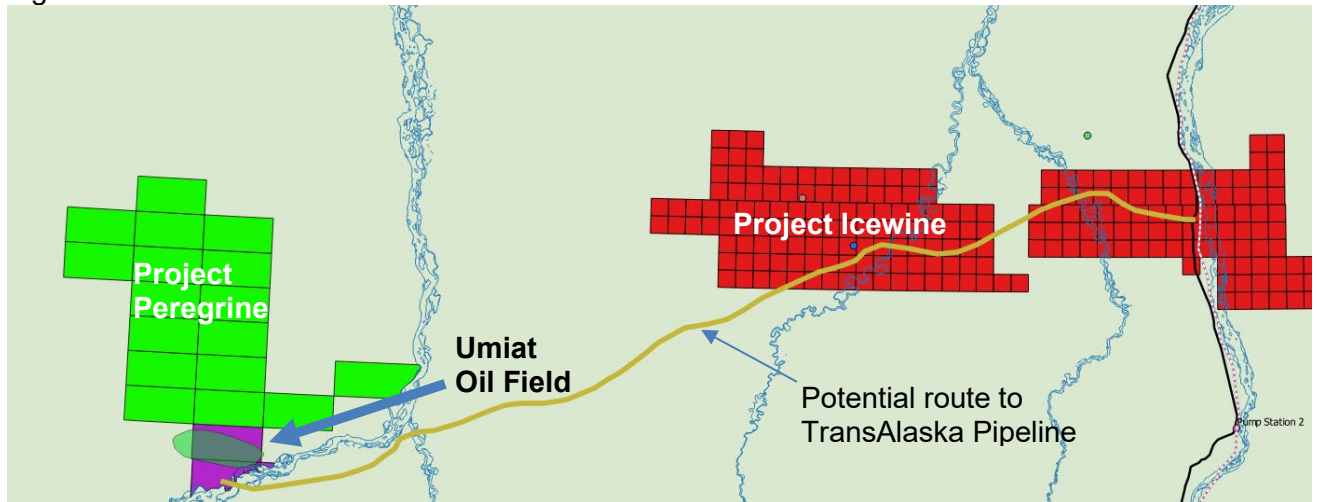 Project Icewine
Project
Peregrine
Umiat
Oil Field
Potential route to
TransAlaska Pipeline
Pump Station 2